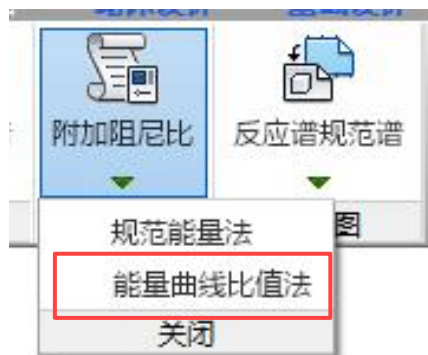 附加阻尼比
反应谱规范谱
规范能量法
图
能量曲线比值法
关闭